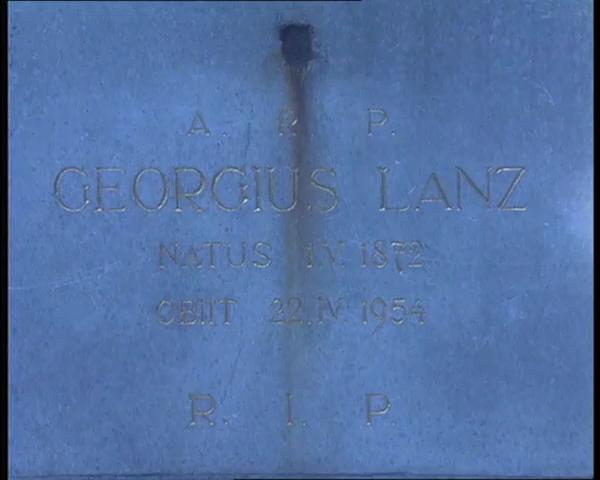 A. R. P.
GEORGIUS LANZ
NATUS 1.V. 1872
OBIIT 22.IV 1954
R. I. P.